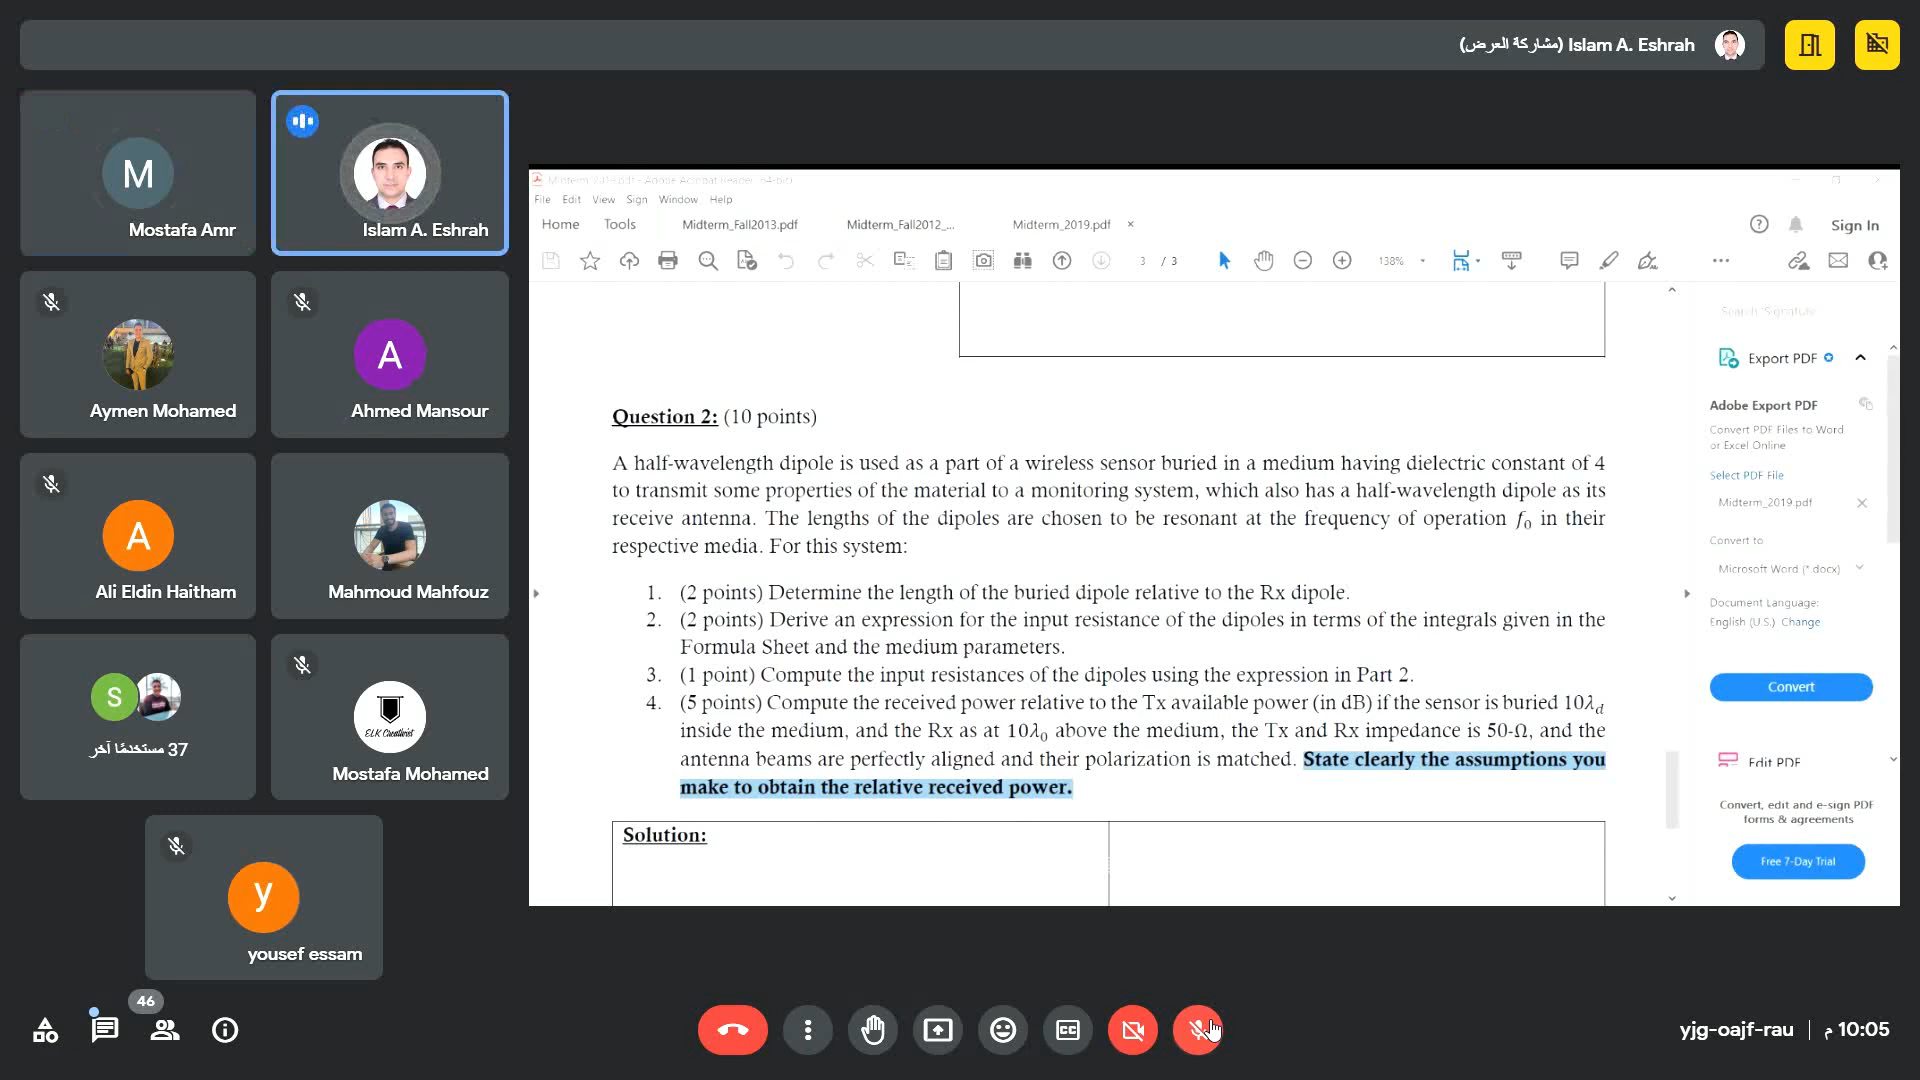 Islam A. Eshrah (مشاركة العرض)
M
Mostafa Amr
Islam A. Eshrah
Aymen Mohamed
A
Ahmed Mansour
A
Ali Eldin Haitham
Mahmoud Mahfouz
S
37 مستخدمًا آخر
ELK Creativist
Mostafa Mohamed
y
yousef essam
Midterm_2019.pdf - Adobe Acrobat Reader (64-bit)
File Edit View Sign Window Help
Home Tools Midterm_Fall2013.pdf Midterm_Fall2012_... Midterm_2019.pdf × Sign In
3 / 3 138%
Question 2: (10 points)
A half-wavelength dipole is used as a part of a wireless sensor buried in a medium having dielectric constant of 4
to transmit some properties of the material to a monitoring system, which also has a half-wavelength dipole as its
receive antenna. The lengths of the dipoles are chosen to be resonant at the frequency of operation f₀ in their
respective media. For this system:
1. (2 points) Determine the length of the buried dipole relative to the Rx dipole.
2. (2 points) Derive an expression for the input resistance of the dipoles in terms of the integrals given in the
Formula Sheet and the medium parameters.
3. (1 point) Compute the input resistances of the dipoles using the expression in Part 2.
4. (5 points) Compute the received power relative to the Tx available power (in dB) if the sensor is buried 10λ_d
inside the medium, and the Rx as at 10λ₀ above the medium, the Tx and Rx impedance is 50-Ω, and the
antenna beams are perfectly aligned and their polarization is matched. State clearly the assumptions you
make to obtain the relative received power.
Solution:
Search 'Signature'
Export PDF
Adobe Export PDF
Convert PDF Files to Word
or Excel Online
Select PDF File
Midterm_2019.pdf
Convert to
Microsoft Word (*.docx)
Document Language:
English (U.S.) Change
Convert
Edit PDF
Convert, edit and e-sign PDF
forms & agreements
Free 7-Day Trial
46
CC
yjg-oajf-rau | 10:05 م